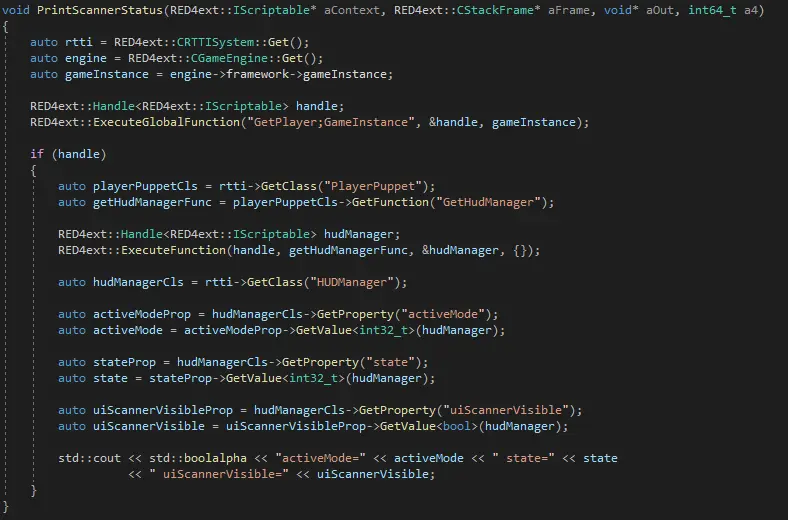 void PrintScannerStatus(RED4ext::IScriptable* aContext, RED4ext::CStackFrame* aFrame, void* aOut, int64_t a4)
{
    auto rtti = RED4ext::CRTTISystem::Get();
    auto engine = RED4ext::CGameEngine::Get();
    auto gameInstance = engine->framework->gameInstance;

    RED4ext::Handle<RED4ext::IScriptable> handle;
    RED4ext::ExecuteGlobalFunction("GetPlayer;GameInstance", &handle, gameInstance);

    if (handle)
    {
        auto playerPuppetCls = rtti->GetClass("PlayerPuppet");
        auto getHudManagerFunc = playerPuppetCls->GetFunction("GetHudManager");

        RED4ext::Handle<RED4ext::IScriptable> hudManager;
        RED4ext::ExecuteFunction(handle, getHudManagerFunc, &hudManager, {});

        auto hudManagerCls = rtti->GetClass("HUDManager");

        auto activeModeProp = hudManagerCls->GetProperty("activeMode");
        auto activeMode = activeModeProp->GetValue<int32_t>(hudManager);

        auto stateProp = hudManagerCls->GetProperty("state");
        auto state = stateProp->GetValue<int32_t>(hudManager);

        auto uiScannerVisibleProp = hudManagerCls->GetProperty("uiScannerVisible");
        auto uiScannerVisible = uiScannerVisibleProp->GetValue<bool>(hudManager);

        std::cout << std::boolalpha << "activeMode=" << activeMode << " state=" << state
                  << " uiScannerVisible=" << uiScannerVisible;
    }
}